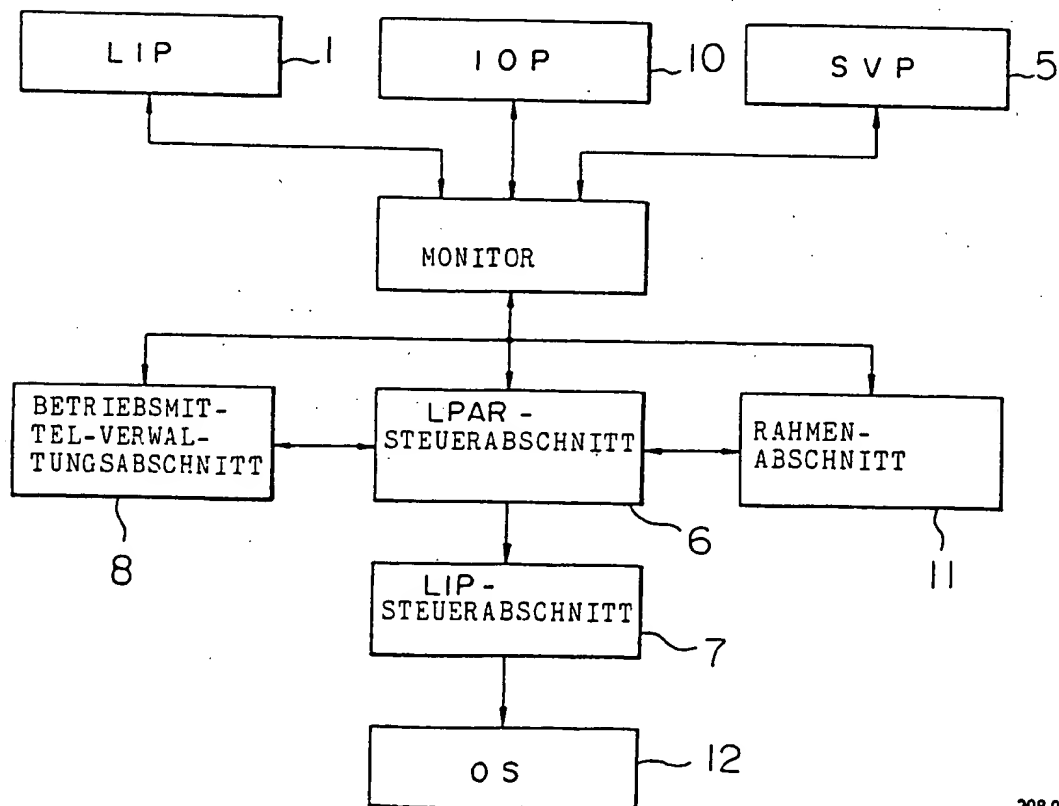 LIP 1
IOP 10
SVP 5
MONITOR
BETRIEBSMIT-
TEL-VERWAL-
TUNGSABSCHNITT
8
LPAR-
STEUERABSCHNITT
6
RAHMEN-
ABSCHNITT
11
LIP-
STEUERABSCHNITT
7
OS 12